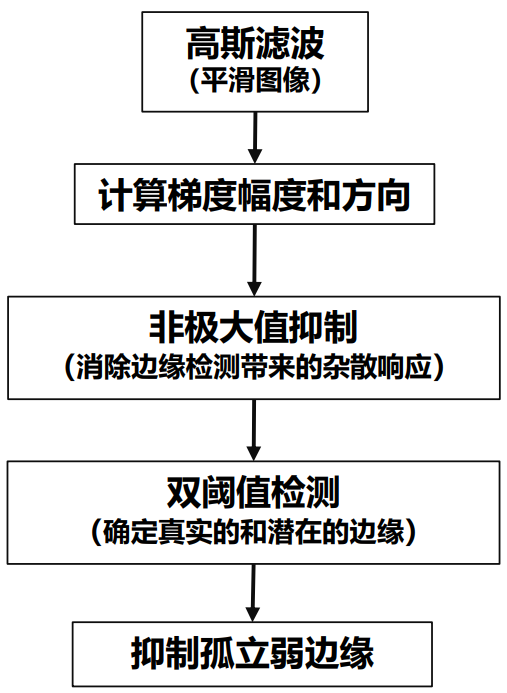 高斯滤波
（平滑图像）
计算梯度幅度和方向
非极大值抑制
（消除边缘检测带来的杂散响应）
双阈值检测
（确定真实的和潜在的边缘）
抑制孤立弱边缘